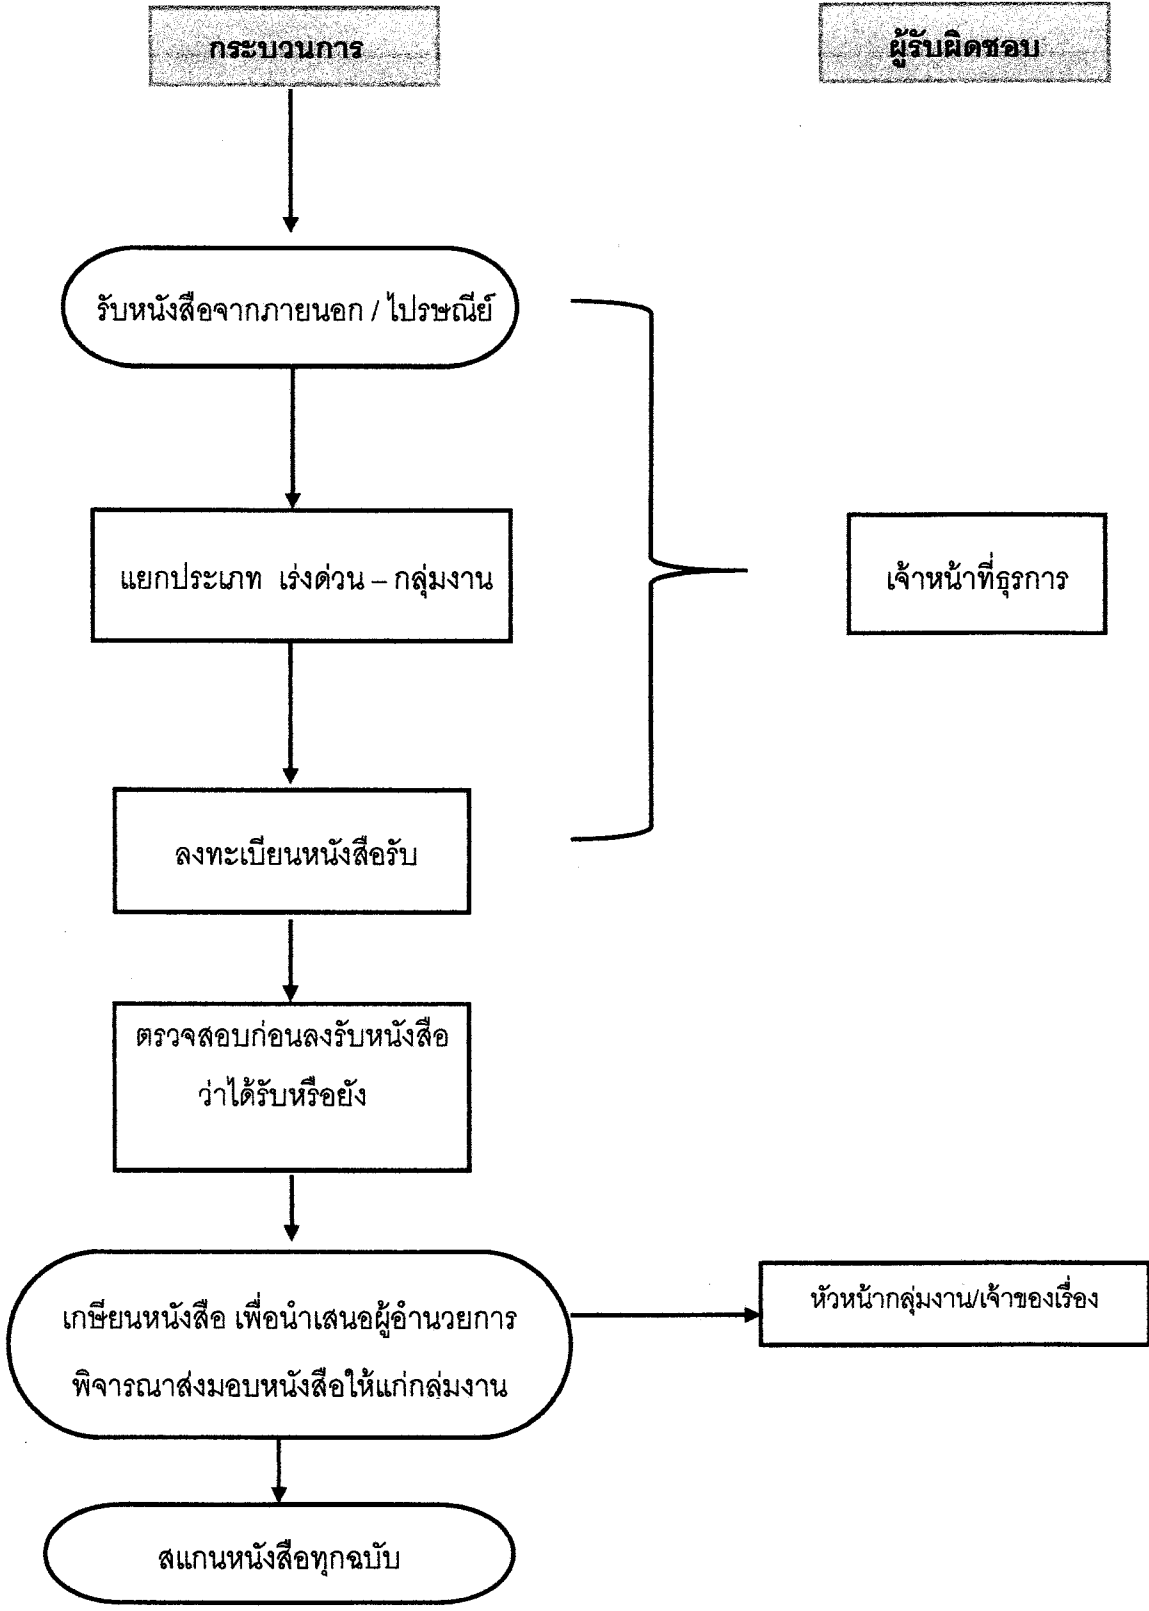 กระบวนการ
ผู้รับผิดชอบ
รับหนังสือจากภายนอก / ไปรษณีย์
แยกประเภท เร่งด่วน – กลุ่มงาน
เจ้าหน้าที่ธุรการ
ลงทะเบียนหนังสือรับ
ตรวจสอบก่อนลงรับหนังสือ
ว่าได้รับหรือยัง
เกษียนหนังสือ เพื่อนำเสนอผู้อำนวยการ
พิจารณาส่งมอบหนังสือให้แก่กลุ่มงาน
หัวหน้ากลุ่มงาน/เจ้าของเรื่อง
สแกนหนังสือทุกฉบับ